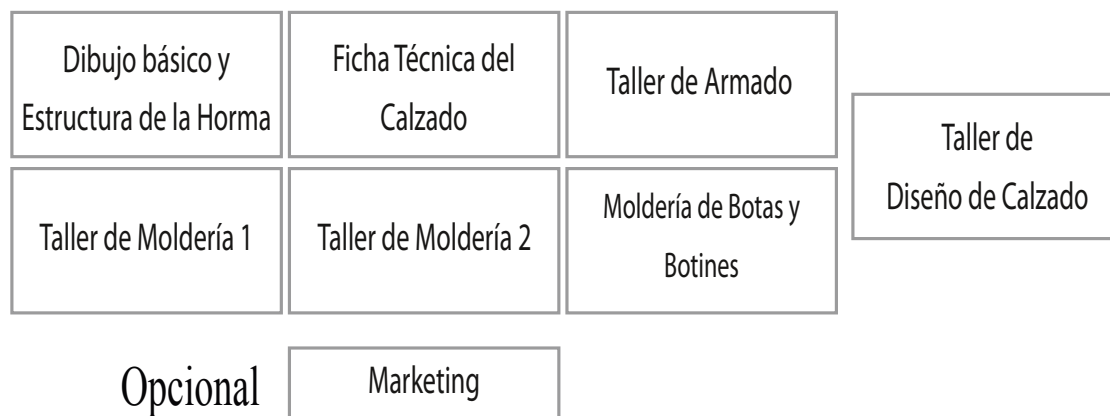 Dibujo básico y
Estructura de la Horma
Ficha Técnica del
Calzado
Taller de Armado
Taller de
Diseño de Calzado
Taller de Moldería 1
Taller de Moldería 2
Moldería de Botas y
Botines
Opcional
Marketing